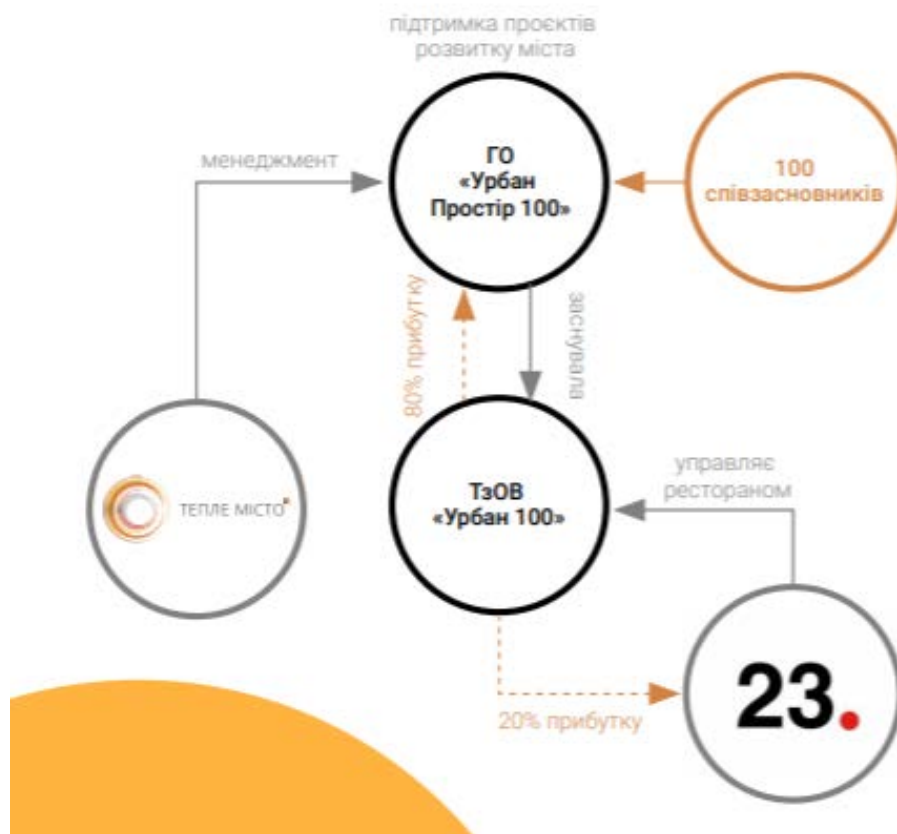 підтримка проєктів
розвитку міста
менеджмент
ГО
«Урбан
Простір 100»
100
співзасновників
80% прибутку
заснувала
ТЕПЛЕ МІСТО
ТзОВ
«Урбан 100»
управляє
рестораном
20% прибутку
23.